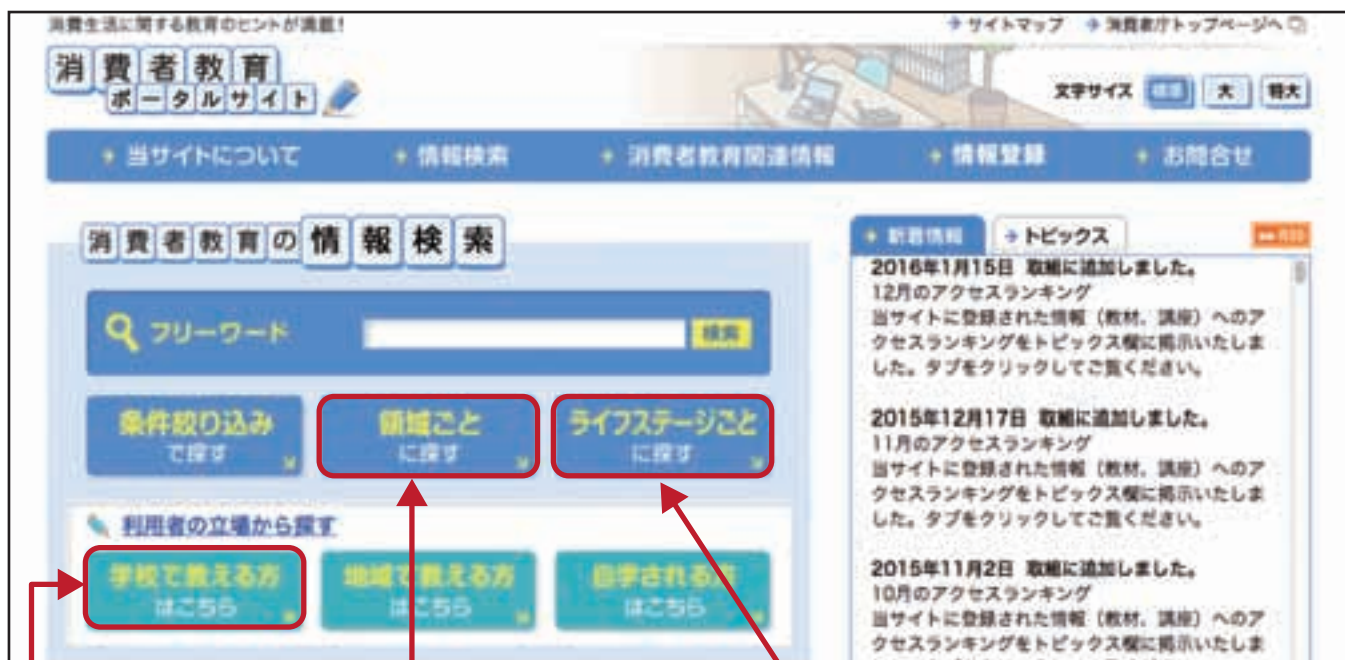 消費生活に関する教育のヒントが満載!
サイトマップ 消費者庁トップページへ
消費者教育
ポータルサイト
文字サイズ 標準 大 特大
当サイトについて 情報検索 消費者教育関連情報 情報登録 お問合せ
消費者教育の情報検索
フリーワード 検索
条件絞り込み
で探す
領域ごと
に探す
ライフステージごと
に探す
利用者の立場から探す
学校で教える方
はこちら
地域で教える方
はこちら
自学される方
はこちら
新着情報 トピックス RSS
2016年1月15日 取組に追加しました。
12月のアクセスランキング
当サイトに登録された情報(教材、講座)へのア
クセスランキングをトピックス欄に掲示いたしま
した。タブをクリックしてご覧ください。
2015年12月17日 取組に追加しました。
11月のアクセスランキング
当サイトに登録された情報(教材、講座)へのア
クセスランキングをトピックス欄に掲示いたしま
した。タブをクリックしてご覧ください。
2015年11月2日 取組に追加しました。
10月のアクセスランキング
当サイトに登録された情報(教材、講座)へのア
クセスランキングをトピックス欄に掲示いたしま